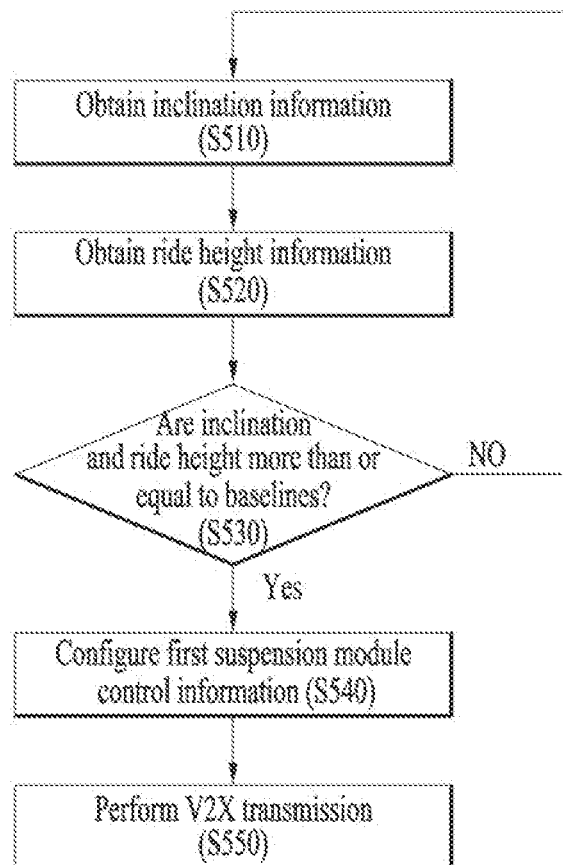 Obtain inclination information
(S510)
Obtain ride height information
(S520)
Are inclination
and ride height more than or
equal to baselines?
(S530)
NO
Yes
Configure first suspension module
control information (S540)
Perform V2X transmission
(S550)